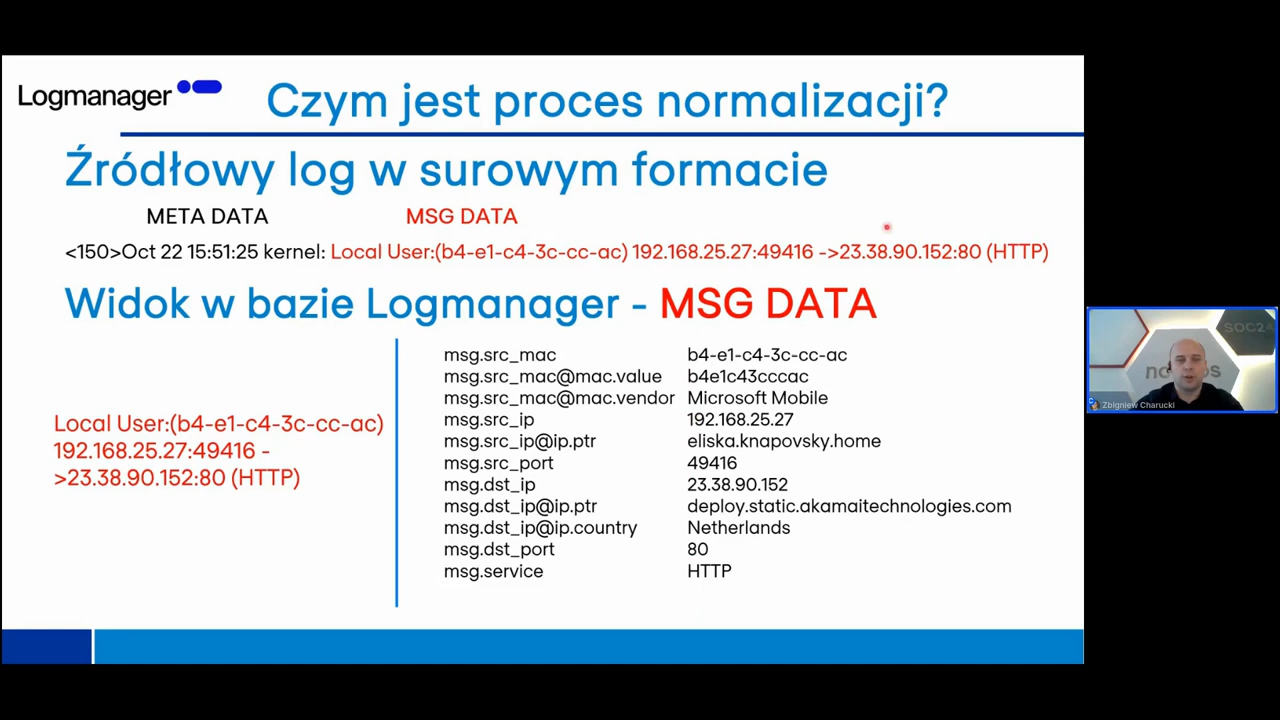 Logmanager
Czym jest proces normalizacji?
Źródłowy log w surowym formacie
META DATA MSG DATA
<150>Oct 22 15:51:25 kernel: Local User:(b4-e1-c4-3c-cc-ac) 192.168.25.27:49416 ->23.38.90.152:80 (HTTP)
Widok w bazie Logmanager - MSG DATA
Local User:(b4-e1-c4-3c-cc-ac)
192.168.25.27:49416 -
>23.38.90.152:80 (HTTP)
msg.src_mac b4-e1-c4-3c-cc-ac
msg.src_mac@mac.value b4e1c43cccac
msg.src_mac@mac.vendor Microsoft Mobile
msg.src_ip 192.168.25.27
msg.src_ip@ip.ptr eliska.knapovsky.home
msg.src_port 49416
msg.dst_ip 23.38.90.152
msg.dst_ip@ip.ptr deploy.static.akamaitechnologies.com
msg.dst_ip@ip.country Netherlands
msg.dst_port 80
msg.service HTTP
SOC24
Zbigniew Charucki